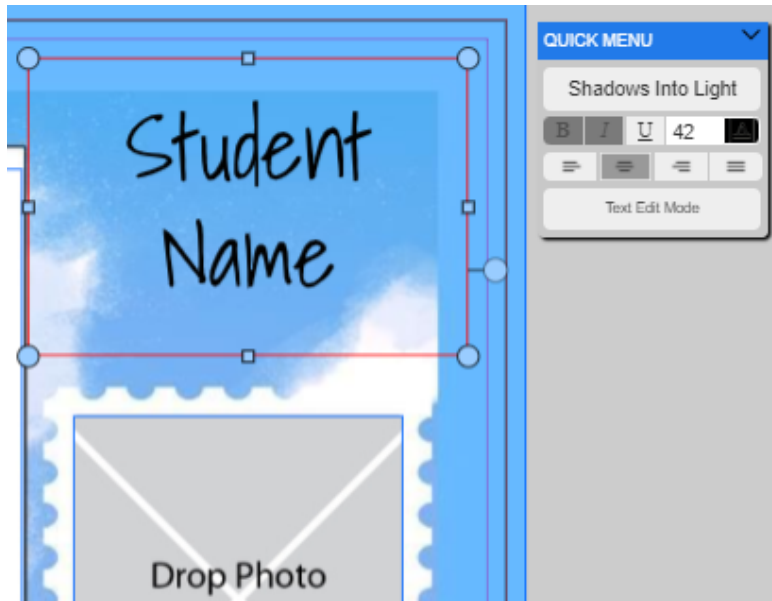 Student
Name
Drop Photo
QUICK MENU
Shadows Into Light
B I U 42 A
Text Edit Mode